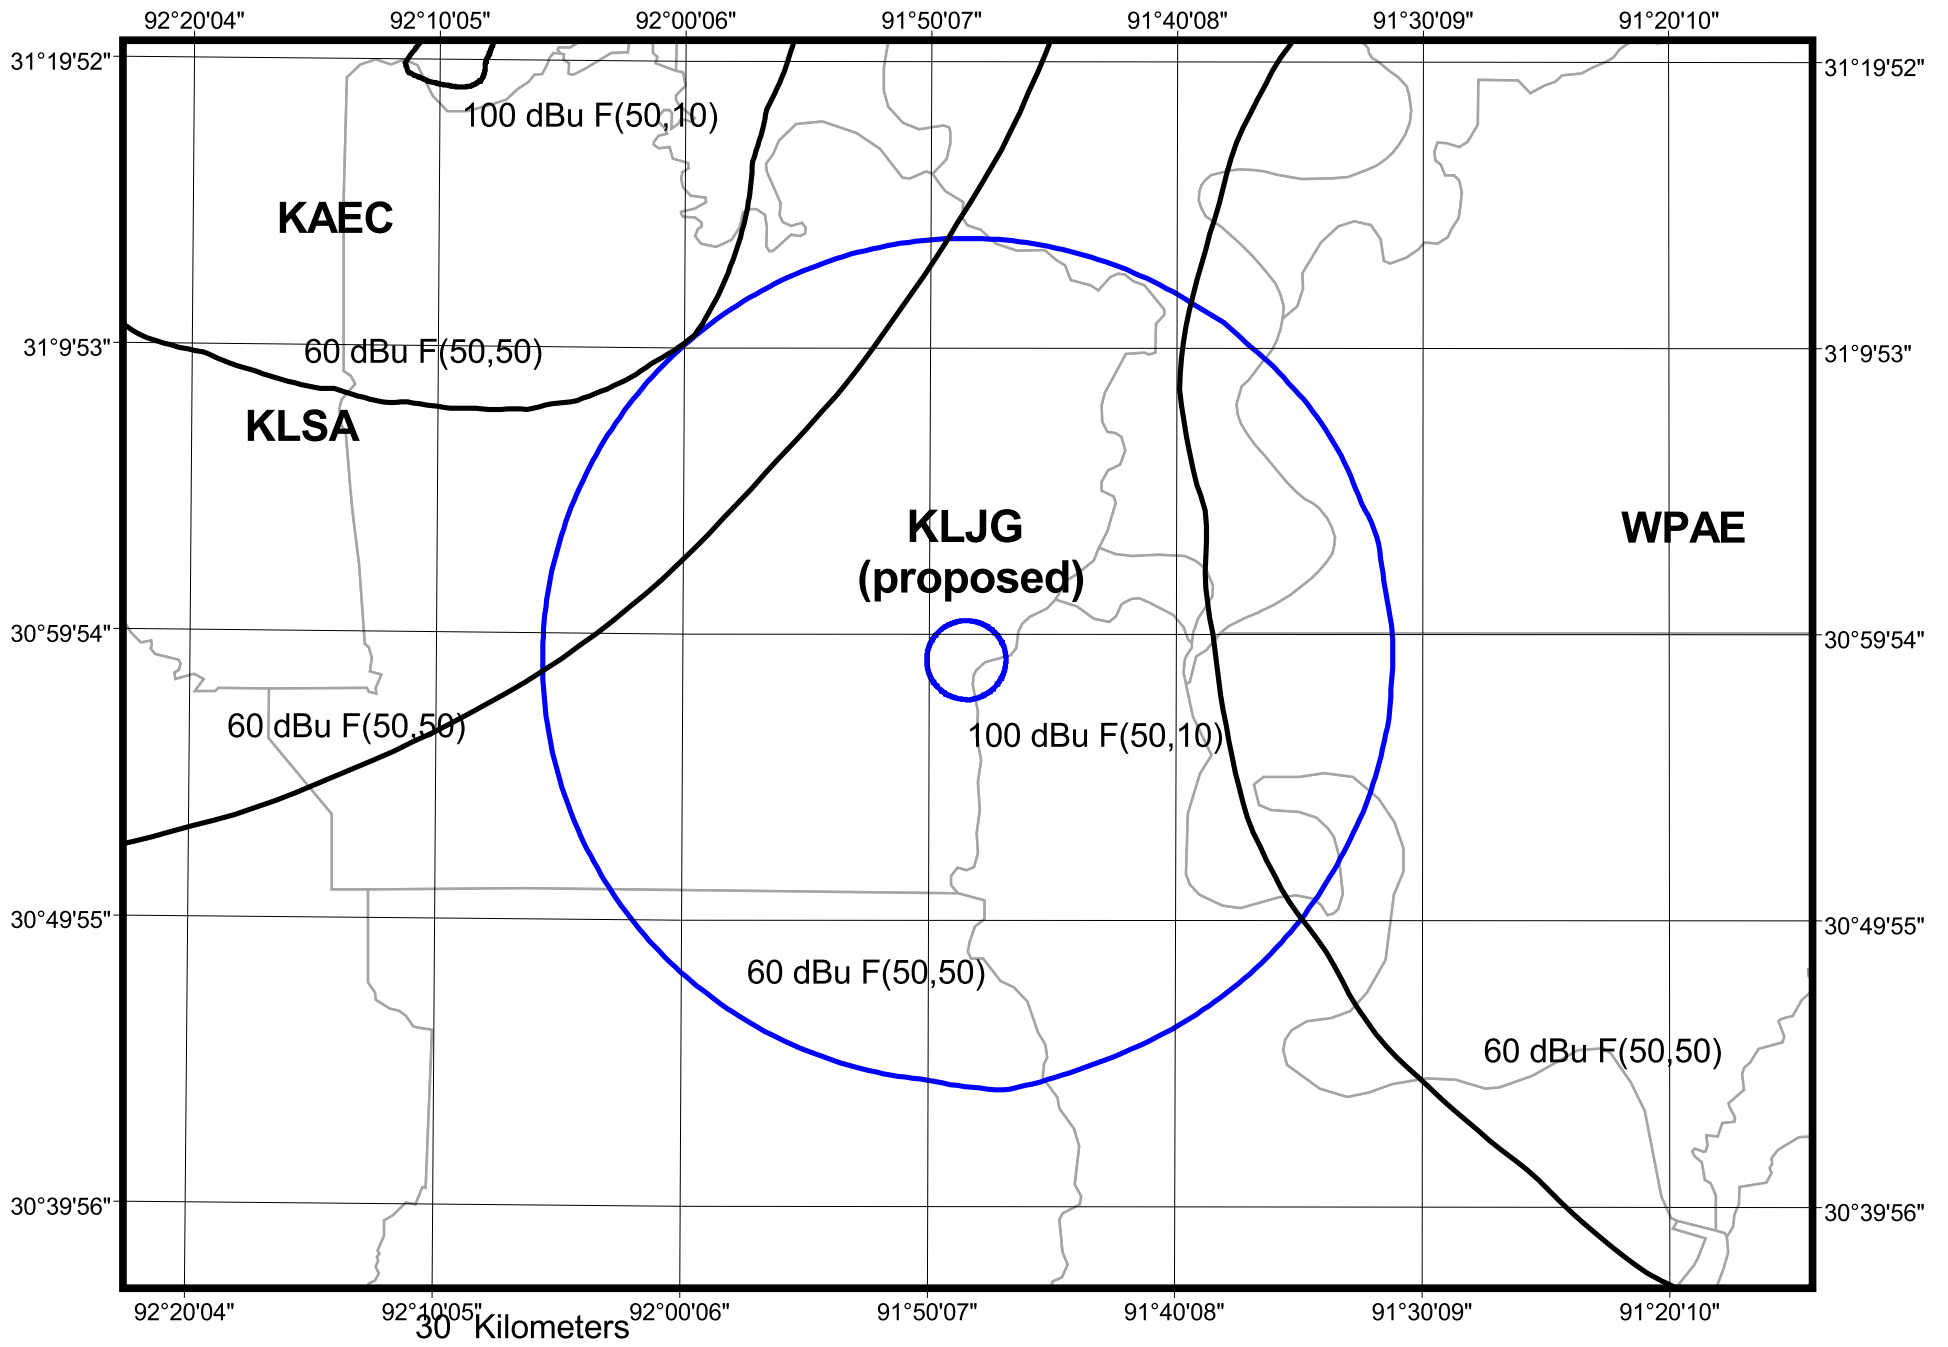 92°20'04" 92°10'05" 92°00'06" 91°50'07" 91°40'08" 91°30'09" 91°20'10"
31°19'52" 31°19'52"
100 dBu F(50,10)
KAEC
60 dBu F(50,50)
31°9'53" 31°9'53"
KLSA
KLJG
(proposed)
WPAE
30°59'54" 30°59'54"
60 dBu F(50,50)
100 dBu F(50,10)
30°49'55" 30°49'55"
60 dBu F(50,50)
60 dBu F(50,50)
30°39'56" 30°39'56"
92°20'04" 92°10'05" 92°00'06" 91°50'07" 91°40'08" 91°30'09" 91°20'10"
30 Kilometers